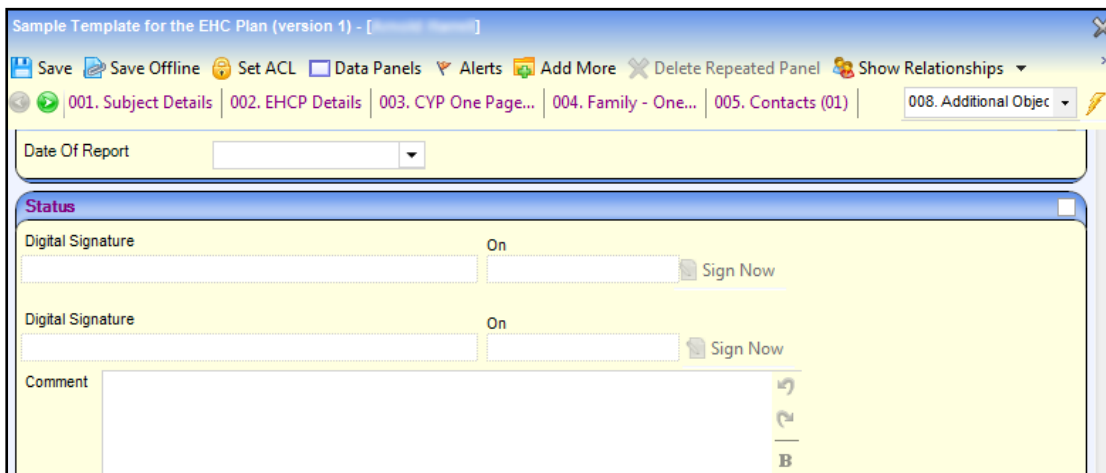 Sample Template for the EHC Plan (version 1) - [ ]
Save Save Offline Set ACL Data Panels Alerts Add More Delete Repeated Panel Show Relationships
001. Subject Details 002. EHCP Details 003. CYP One Page... 004. Family - One... 005. Contacts (01) 008. Additional Objec
Date Of Report
Status
Digital Signature On
Sign Now
Digital Signature On
Sign Now
Comment
B